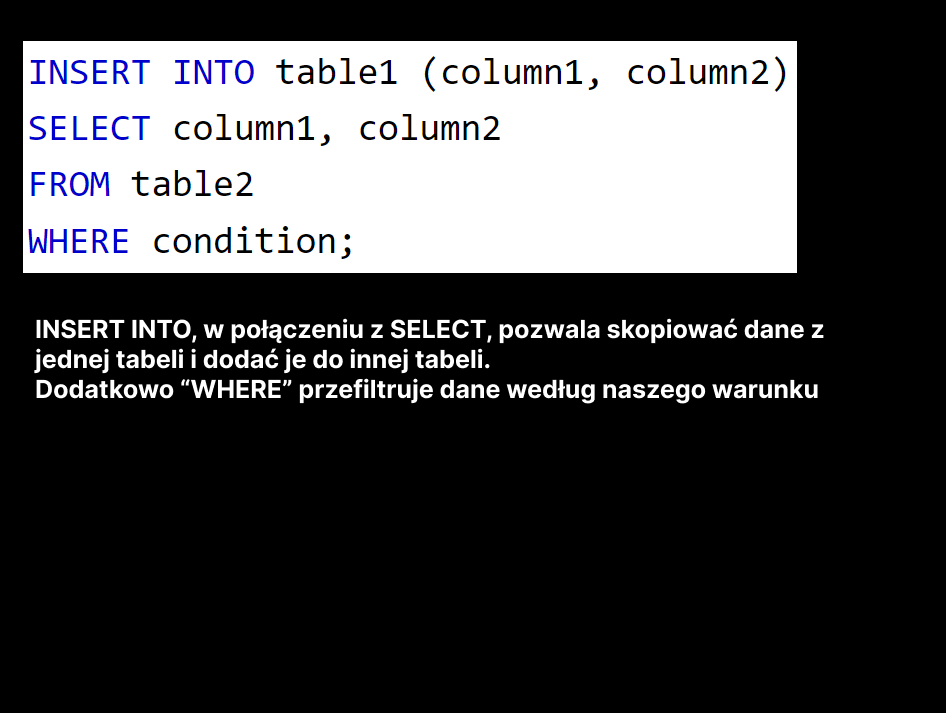 INSERT INTO table1 (column1, column2)
SELECT column1, column2
FROM table2
WHERE condition;
INSERT INTO, w połączeniu z SELECT, pozwala skopiować dane z
jednej tabeli i dodać je do innej tabeli.
Dodatkowo “WHERE” przefiltruje dane według naszego warunku